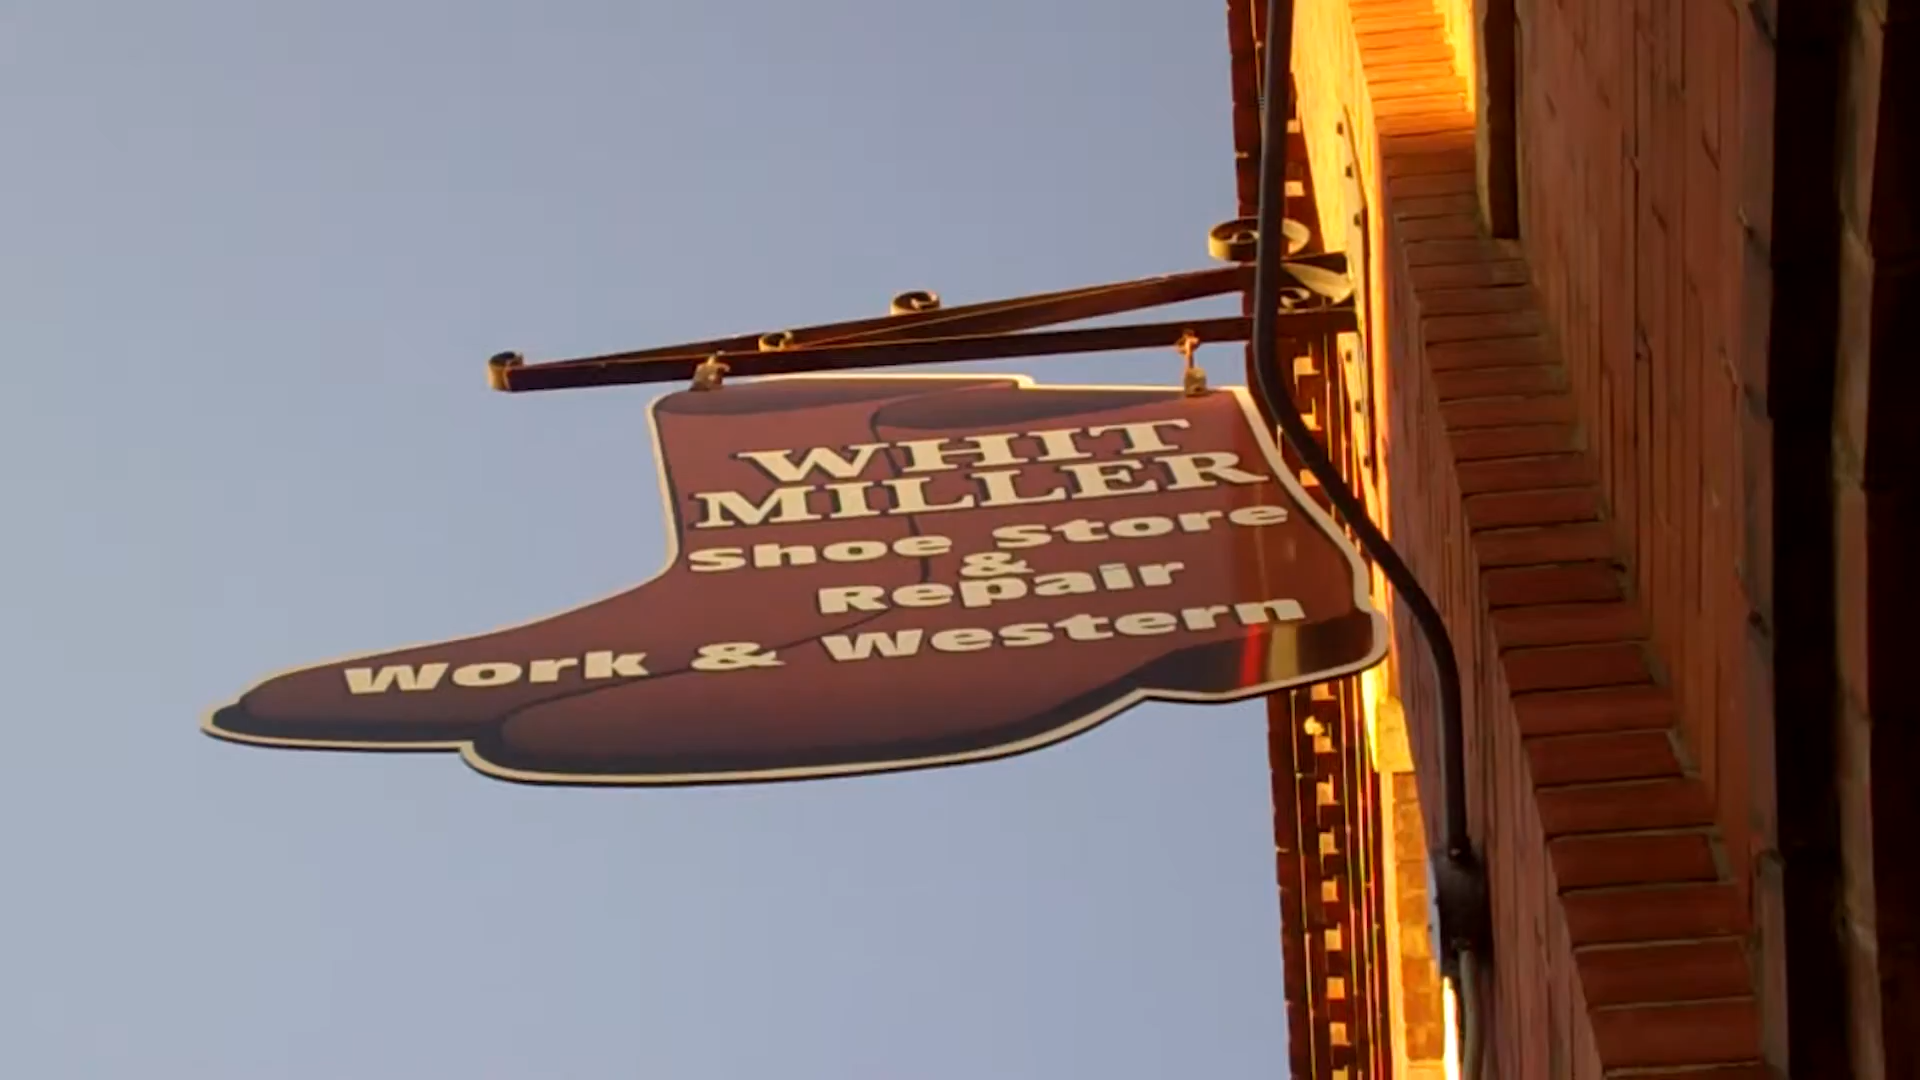 WHIT
MILLER
Shoe Store
&
Repair
Work & Western